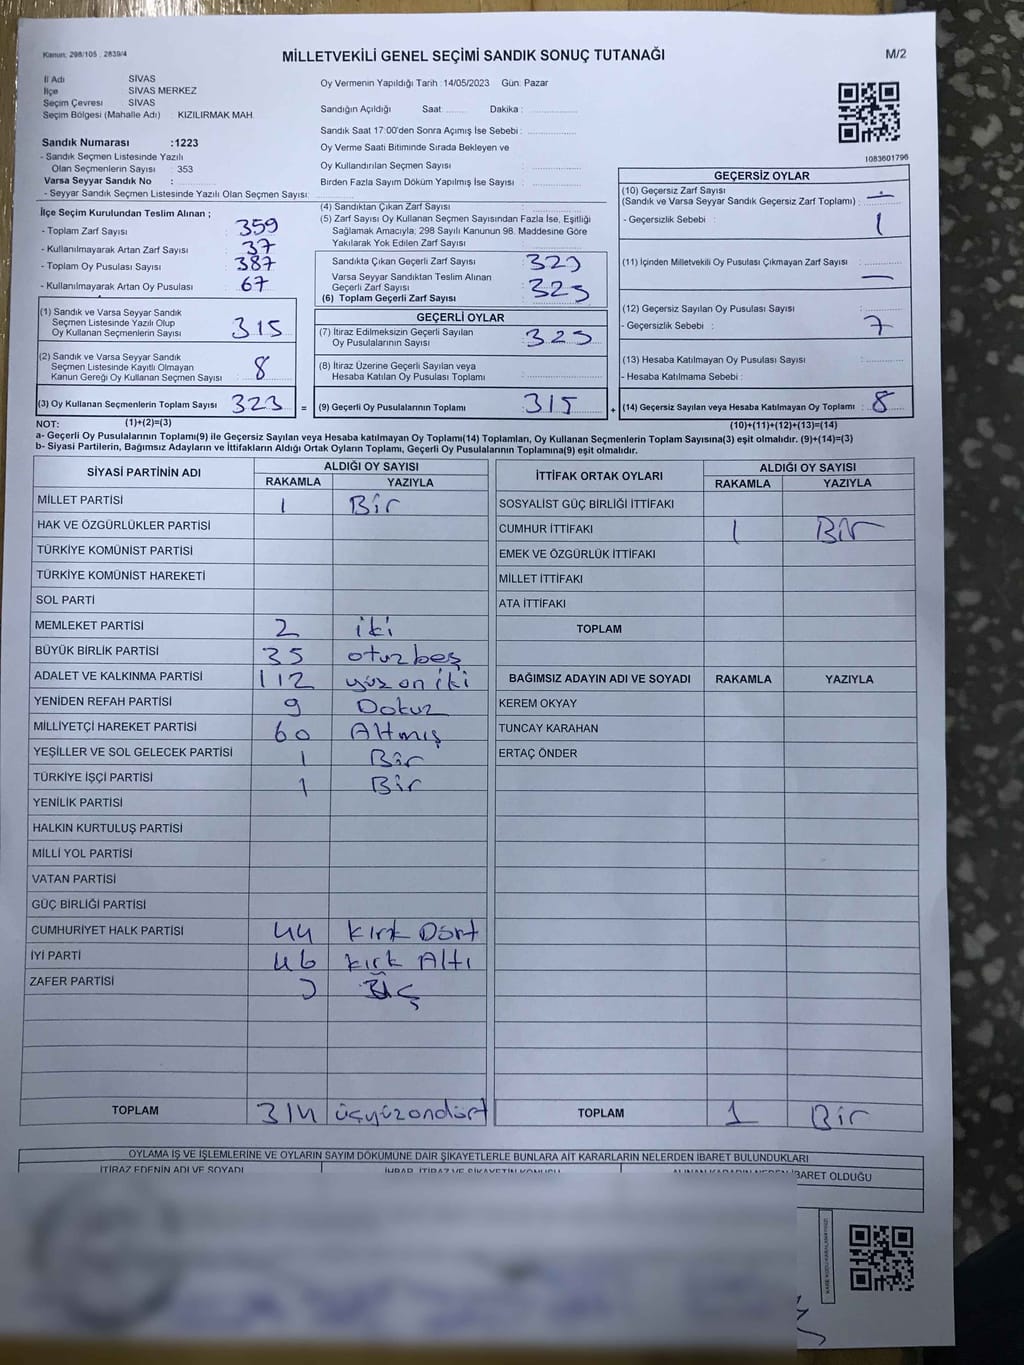 Kanun: 298/105 , 2839/4
MİLLETVEKİLİ GENEL SEÇİMİ SANDIK SONUÇ TUTANAĞI
M/2
İl Adı SİVAS
İlçe SİVAS MERKEZ
Seçim Çevresi SİVAS
Seçim Bölgesi (Mahalle Adı) : KIZILIRMAK MAH.
Sandık Numarası :1223
- Sandık Seçmen Listesinde Yazılı
Olan Seçmenlerin Sayısı : 353
Varsa Seyyar Sandık No :
- Seyyar Sandık Seçmen Listesinde Yazılı Olan Seçmen Sayısı:
Oy Vermenin Yapıldığı Tarih :14/05/2023 Gün: Pazar
Sandığın Açıldığı Saat: Dakika :
Sandık Saat 17:00'den Sonra Açımış İse Sebebi :
Oy Verme Saati Bitiminde Sırada Bekleyen ve
Oy Kullandırılan Seçmen Sayısı
Birden Fazla Sayım Döküm Yapılmış İse Sayısı :
1083601796
İlçe Seçim Kurulundan Teslim Alınan ;
- Toplam Zarf Sayısı : 359
- Kullanılmayarak Artan Zarf Sayısı : 37
- Toplam Oy Pusulası Sayısı : 387
- Kullanılmayarak Artan Oy Pusulası : 67
(1) Sandık ve Varsa Seyyar Sandık
Seçmen Listesinde Yazılı Olup
Oy Kullanan Seçmenlerin Sayısı : 315
(2) Sandık ve Varsa Seyyar Sandık
Seçmen Listesinde Kayıtlı Olmayan
Kanun Gereği Oy Kullanan Seçmen Sayısı : 8
(3) Oy Kullanan Seçmenlerin Toplam Sayısı 323 =
(4) Sandıktan Çıkan Zarf Sayısı
(5) Zarf Sayısı Oy Kullanan Seçmen Sayısından Fazla İse, Eşitliği
Sağlamak Amacıyla; 298 Sayılı Kanunun 98. Maddesine Göre
Yakılarak Yok Edilen Zarf Sayısı
Sandıkta Çıkan Geçerli Zarf Sayısı : 323
Varsa Seyyar Sandıktan Teslim Alınan
Geçerli Zarf Sayısı
(6) Toplam Geçerli Zarf Sayısı : 323
GEÇERLİ OYLAR
(7) İtiraz Edilmeksizin Geçerli Sayılan
Oy Pusulalarının Sayısı : 323
(8) İtiraz Üzerine Geçerli Sayılan veya
Hesaba Katılan Oy Pusulası Toplamı
(9) Geçerli Oy Pusulalarının Toplamı : 315 +
GEÇERSİZ OYLAR
(10) Geçersiz Zarf Sayısı
(Sandık ve Varsa Seyyar Sandık Geçersiz Zarf Toplamı) : —
- Geçersizlik Sebebi : 1
(11) İçinden Milletvekili Oy Pusulası Çıkmayan Zarf Sayısı : —
(12) Geçersiz Sayılan Oy Pusulası Sayısı
- Geçersizlik Sebebi : 7
(13) Hesaba Katılmayan Oy Pusulası Sayısı
- Hesaba Katılmama Sebebi :
(14) Geçersiz Sayılan veya Hesaba Katılmayan Oy Toplamı : 8
NOT: (1)+(2)=(3)
(10)+(11)+(12)+(13)=(14)
a- Geçerli Oy Pusulalarının Toplamı(9) ile Geçersiz Sayılan veya Hesaba katılmayan Oy Toplamı(14) Toplamları, Oy Kullanan Seçmenlerin Toplam Sayısına(3) eşit olmalıdır. (9)+(14)=(3)
b- Siyasi Partilerin, Bağımsız Adayların ve İttifakların Aldığı Ortak Oyların Toplamı, Geçerli Oy Pusulalarının Toplamına(9) eşit olmalıdır.
SİYASİ PARTİNİN ADI
ALDIĞI OY SAYISI
RAKAMLA YAZIYLA
MİLLET PARTİSİ 1 Bir
HAK VE ÖZGÜRLÜKLER PARTİSİ
TÜRKİYE KOMÜNİST PARTİSİ
TÜRKİYE KOMÜNİST HAREKETİ
SOL PARTİ
MEMLEKET PARTİSİ 2 iki
BÜYÜK BİRLİK PARTİSİ 35 otuz beş
ADALET VE KALKINMA PARTİSİ 112 yüz on iki
YENİDEN REFAH PARTİSİ 9 Dokuz
MİLLİYETÇİ HAREKET PARTİSİ 60 Altmış
YEŞİLLER VE SOL GELECEK PARTİSİ 1 Bir
TÜRKİYE İŞÇİ PARTİSİ 1 Bir
YENİLİK PARTİSİ
HALKIN KURTULUŞ PARTİSİ
MİLLİ YOL PARTİSİ
VATAN PARTİSİ
GÜÇ BİRLİĞİ PARTİSİ
CUMHURİYET HALK PARTİSİ 44 kırk Dört
İYİ PARTİ 46 kırk Altı
ZAFER PARTİSİ 3 Üç
TOPLAM 314 üçyüzondört
İTTİFAK ORTAK OYLARI
ALDIĞI OY SAYISI
RAKAMLA YAZIYLA
SOSYALİST GÜÇ BİRLİĞİ İTTİFAKI
CUMHUR İTTİFAKI 1 Bir
EMEK VE ÖZGÜRLÜK İTTİFAKI
MİLLET İTTİFAKI
ATA İTTİFAKI
TOPLAM
BAĞIMSIZ ADAYIN ADI VE SOYADI RAKAMLA YAZIYLA
KEREM OKYAY
TUNCAY KARAHAN
ERTAÇ ÖNDER
TOPLAM 1 Bir
OYLAMA İŞ VE İŞLEMLERİNE VE OYLARIN SAYIM DÖKÜMÜNE DAİR ŞİKAYETLERLE BUNLARA AİT KARARLARIN NELERDEN İBARET BULUNDUKLARI
İTİRAZ EDENİN ADI VE SOYADI
İBARET OLDUĞU